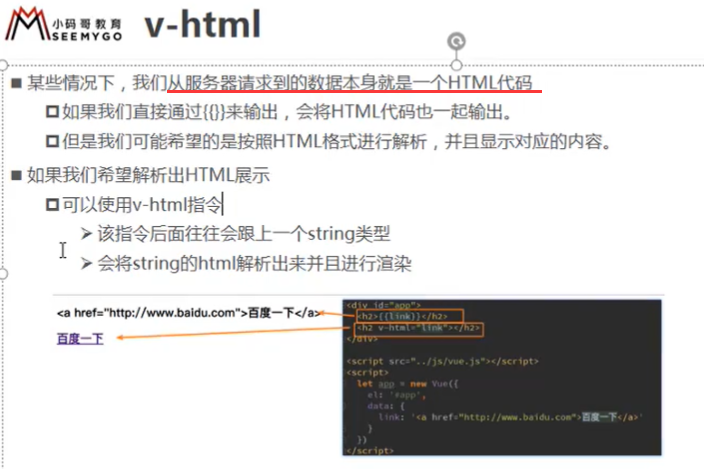 小码哥教育
SEEMYGO
v-html
某些情况下，我们从服务器请求到的数据本身就是一个HTML代码
如果我们直接通过{{}}来输出，会将HTML代码也一起输出。
但是我们可能希望的是按照HTML格式进行解析，并且显示对应的内容。
如果我们希望解析出HTML展示
可以使用v-html指令
该指令后面往往会跟上一个string类型
会将string的html解析出来并且进行渲染
<a href="http://www.baidu.com">百度一下</a>
百度一下
<div id="app">
<h2>{{link}}</h2>
<h2 v-html="link"></h2>
</div>
<script src="../js/vue.js"></script>
<script>
let app = new Vue({
el: '#app',
data: {
link: '<a href="http://www.baidu.com">百度一下</a>'
}
})
</script>